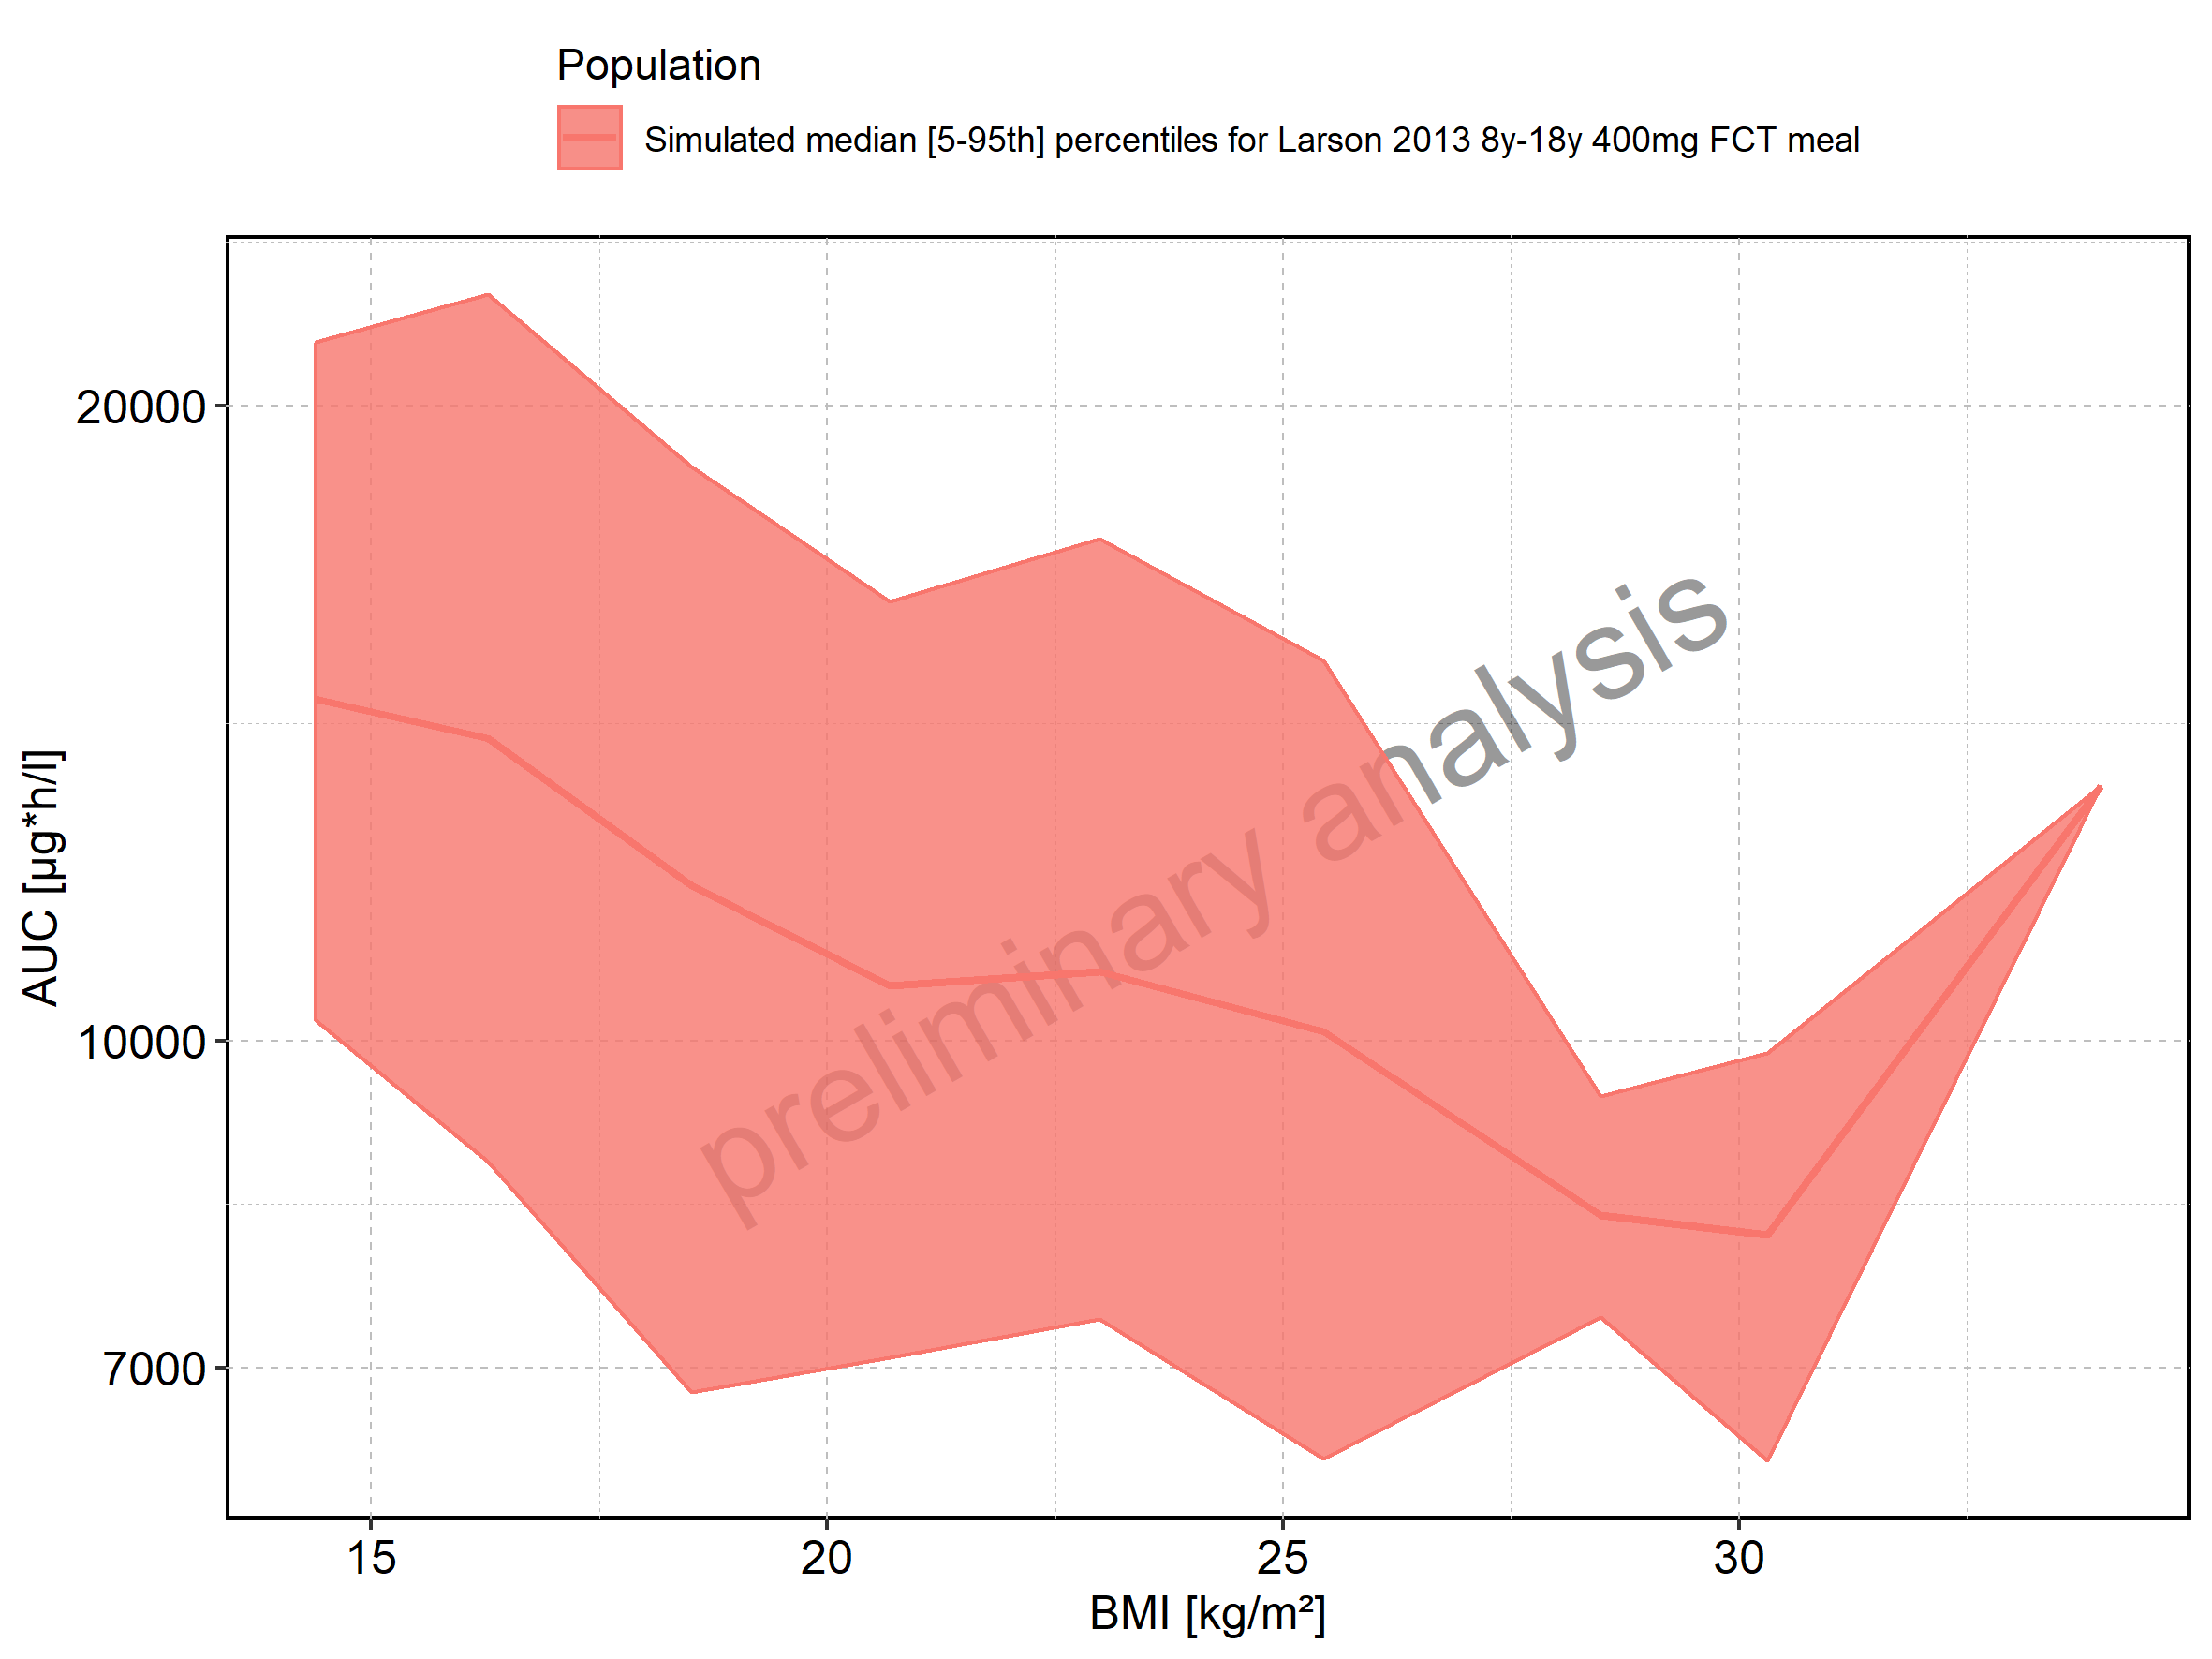 Population
Simulated median [5-95th] percentiles for Larson 2013 8y-18y 400mg FCT meal
20000
10000
7000
AUC [µg*h/l]
preliminary analysis
15
20
25
30
BMI [kg/m²]